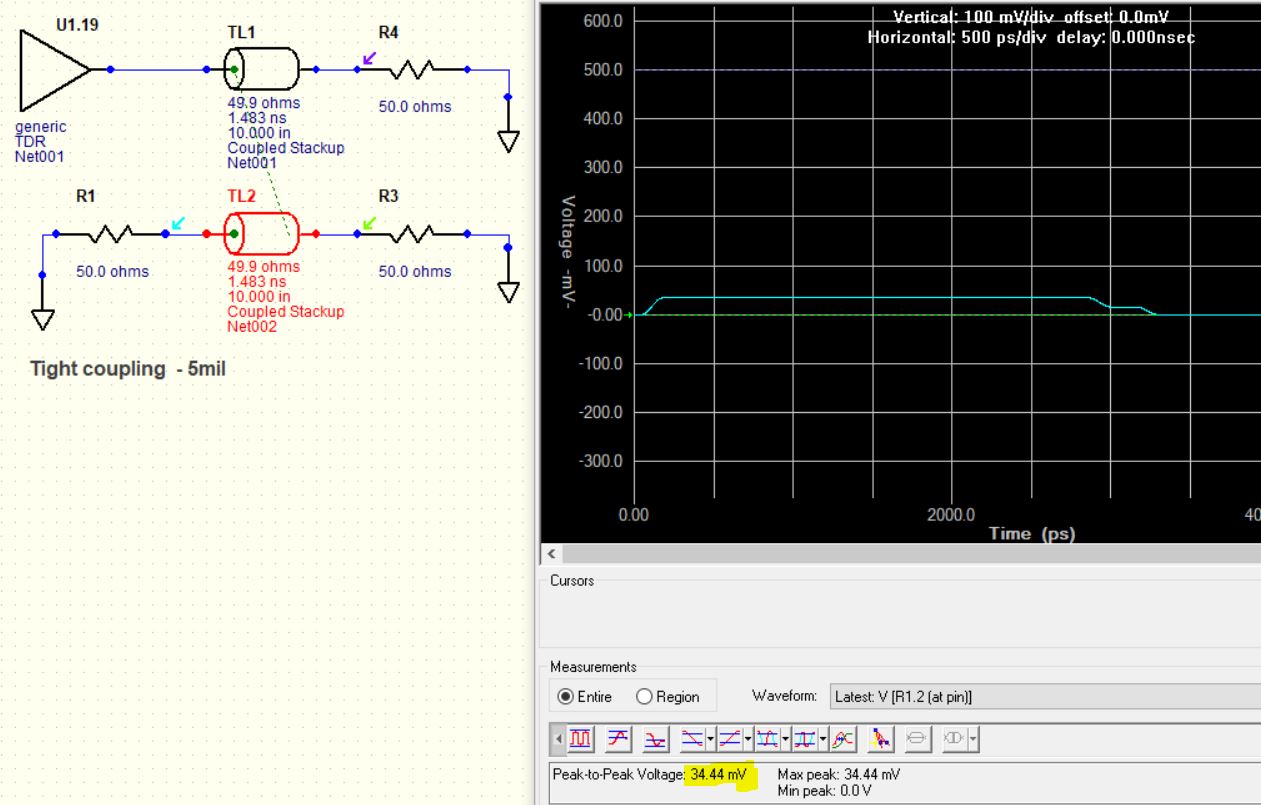 U1.19
TL1
R4
49.9 ohms
1.483 ns
10.000 in
Coupled Stackup
Net001
50.0 ohms
generic
TDR
Net001
R1
TL2
R3
50.0 ohms
49.9 ohms
1.483 ns
10.000 in
Coupled Stackup
Net002
50.0 ohms
Tight coupling - 5mil
Vertical: 100 mV/div offset: 0.0mV
Horizontal: 500 ps/div delay: 0.000nsec
600.0
500.0
400.0
300.0
200.0
100.0
-0.00
-100.0
-200.0
-300.0
Voltage -mV-
0.00
2000.0
40
Time (ps)
Cursors
Measurements
Entire
Region
Waveform:
Latest: V [R1.2 (at pin)]
Peak-to-Peak Voltage: 34.44 mV
Max peak: 34.44 mV
Min peak: 0.0 V